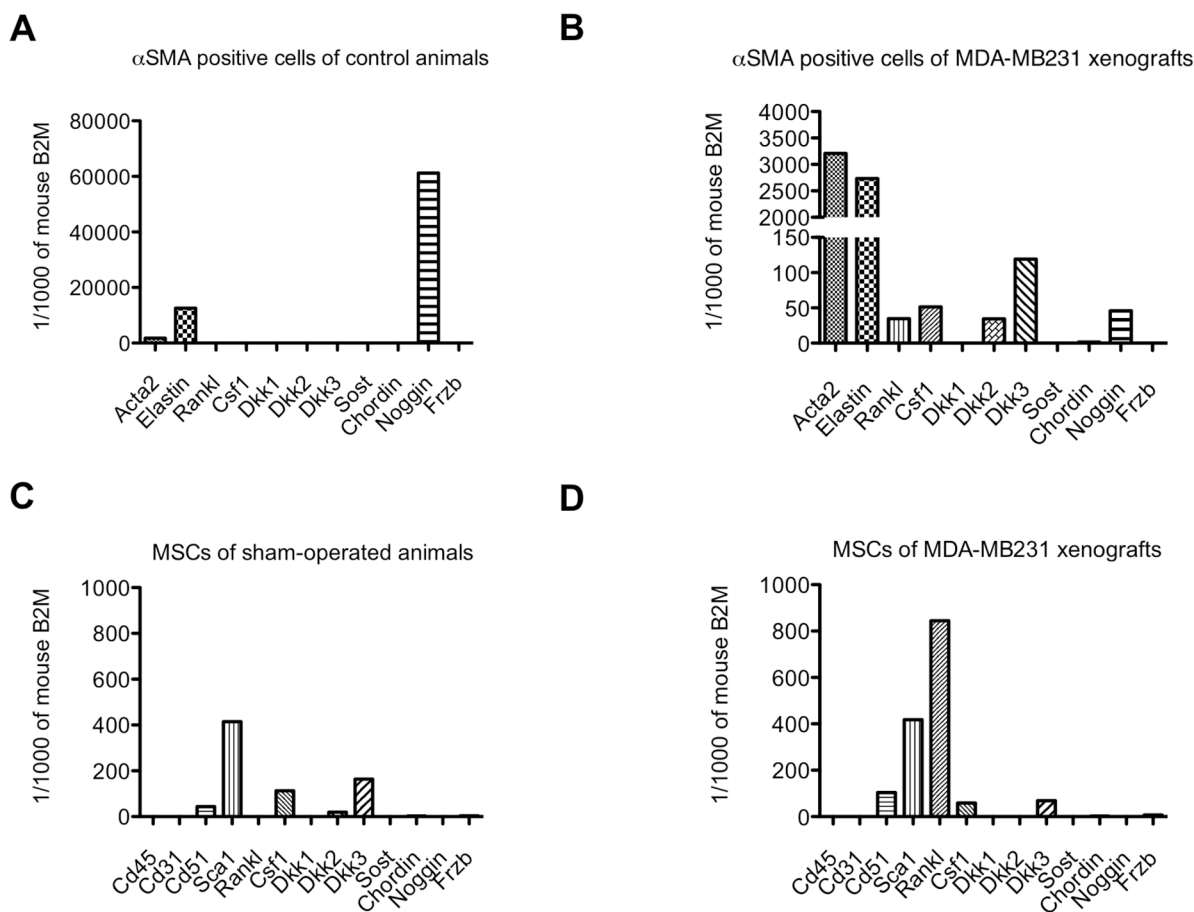 A
αSMA positive cells of control animals
1/1000 of mouse B2M
80000
60000
40000
20000
0
Acta2
Elastin
Rankl
Csf1
Dkk1
Dkk2
Dkk3
Sost
Chordin
Noggin
Frzb
B
αSMA positive cells of MDA-MB231 xenografts
1/1000 of mouse B2M
4000
3500
3000
2500
2000
150
100
50
0
Acta2
Elastin
Rankl
Csf1
Dkk1
Dkk2
Dkk3
Sost
Chordin
Noggin
Frzb
C
MSCs of sham-operated animals
1/1000 of mouse B2M
1000
800
600
400
200
0
Cd45
Cd31
Cd51
Sca1
Rankl
Csf1
Dkk1
Dkk2
Dkk3
Sost
Chordin
Noggin
Frzb
D
MSCs of MDA-MB231 xenografts
1/1000 of mouse B2M
1000
800
600
400
200
0
Cd45
Cd31
Cd51
Sca1
Rankl
Csf1
Dkk1
Dkk2
Dkk3
Sost
Chordin
Noggin
Frzb